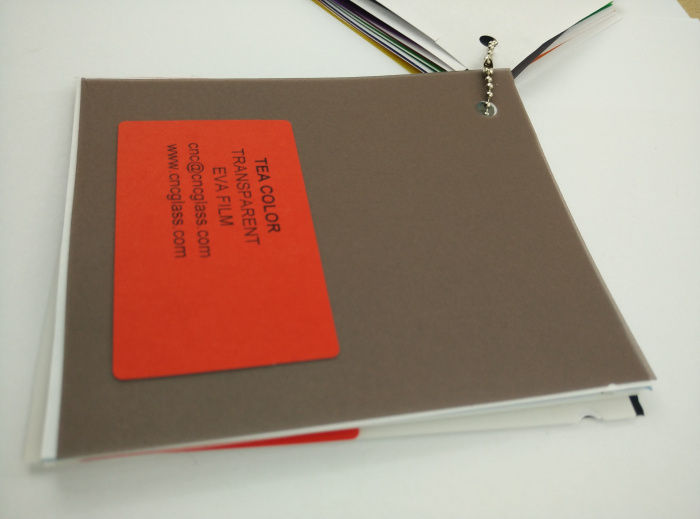 TEA COLOR
TRANSPARENT
EVA FILM
cnc@cncglass.com
www.cncglass.com